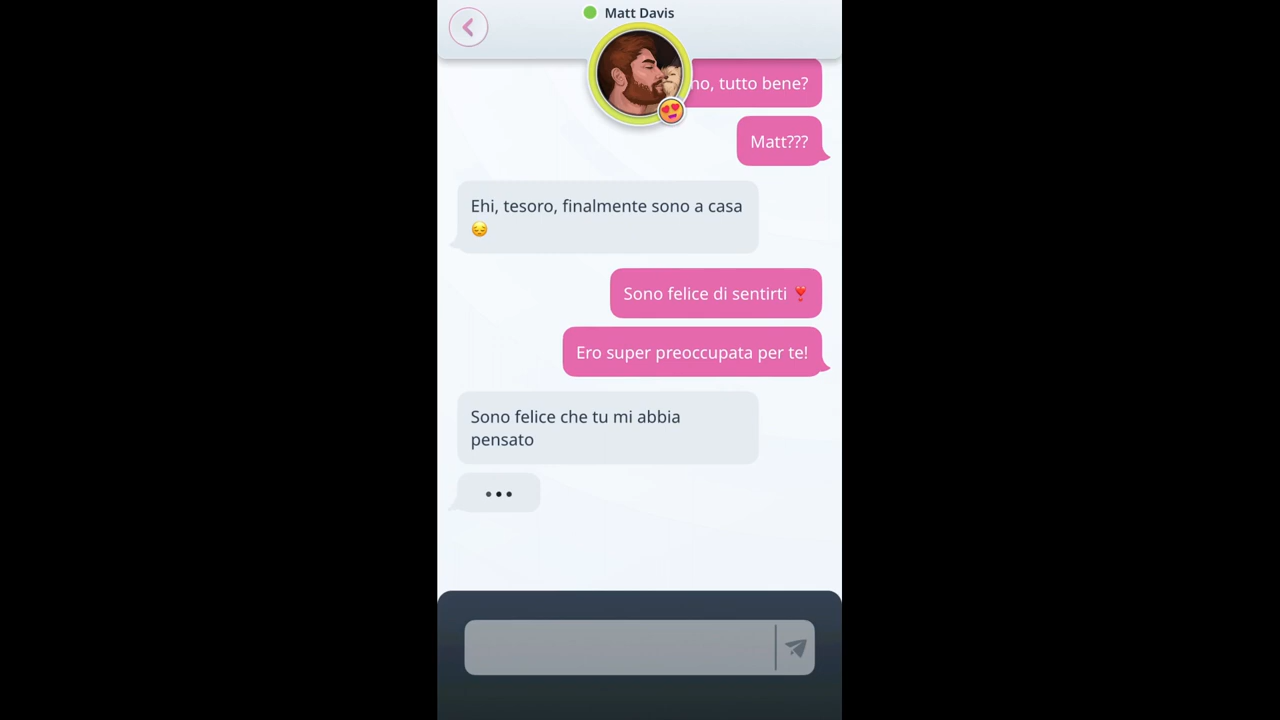 Matt Davis
no, tutto bene?
Matt???
Ehi, tesoro, finalmente sono a casa
😔
Sono felice di sentirti ❣️
Ero super preoccupata per te!
Sono felice che tu mi abbia
pensato